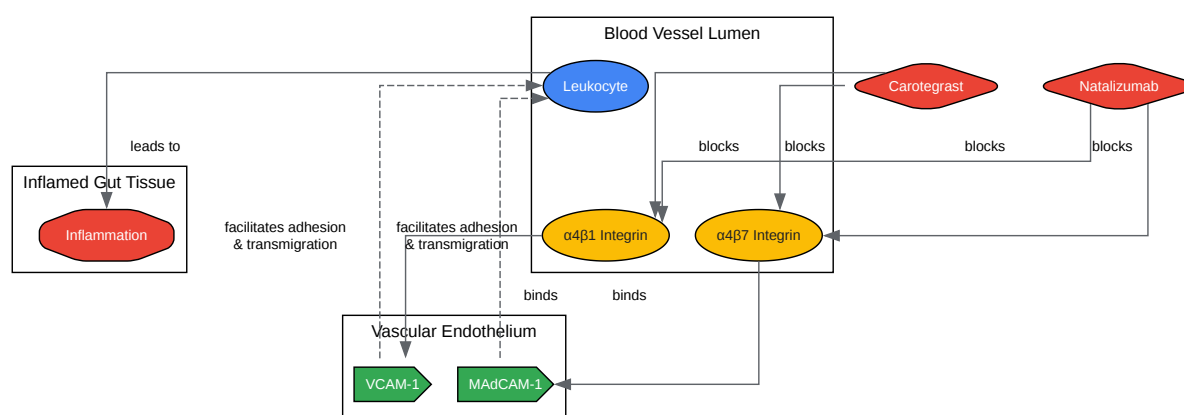 Blood Vessel Lumen
Leukocyte
Carotegrast
Natalizumab
leads to
blocks
blocks
blocks
blocks
Inflamed Gut Tissue
Inflammation
facilitates adhesion
& transmigration
facilitates adhesion
& transmigration
α4β1 Integrin
α4β7 Integrin
binds
binds
Vascular Endothelium
VCAM-1
MAdCAM-1